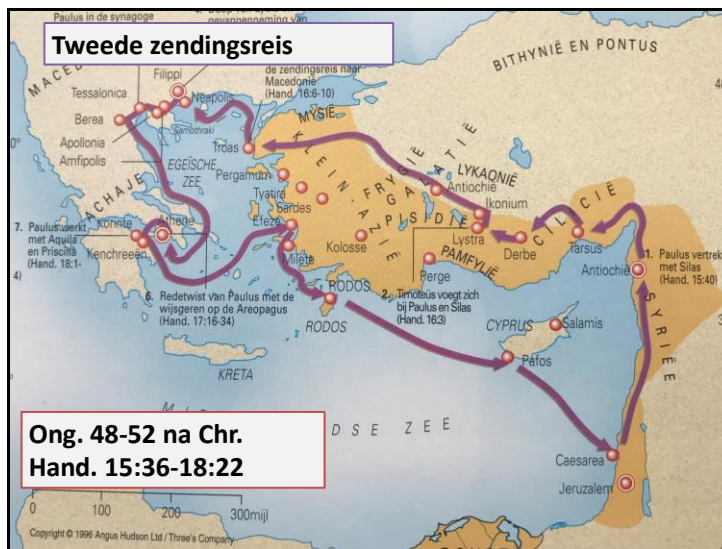 Tweede zendingsreis
Paulus in de synagoge
MACED
Filippi
de zendingsreis naar
Macedonië
(Hand. 16:6-10)
BITHYNIË EN PONTUS
Tessalonica
Neapolis
Berea
Samothraki
MYSIË
Apollonia
Amfipolis
Troas
EGEÏSCHE
ZEE
Pergamum
KLEIN-AZIË
FRYGIË
GALATIË
LYKAONIË
Antiochië
Tyatira
Ikonium
ACHAJE
Sardes
PISIDIË
CILICIË
7. Paulus werkt
met Aquila
en Priscilla
(Hand. 18:1-
4)
Korinte
Athene
Efeze
Lystra
Derbe
Tarsus
Kenchreeën
Kolosse
PAMFYLIË
1. Paulus vertrek
met Silas
(Hand. 15:40)
Milete
Perge
Antiochië
6. Redetwist van Paulus met de
wijsgeren op de Areopagus
(Hand. 17:16-34)
RODOS
RODOS
2. Timoteüs voegt zich
bij Paulus en Silas
(Hand. 16:3)
SYRIË
CYPRUS
Salamis
Pafos
KRETA
DSE ZEE
Ong. 48-52 na Chr.
Hand. 15:36-18:22
Caesarea
Jeruzalem
0 100 200 300mijl
Copyright © 1996 Angus Hudson Ltd / Three's Company